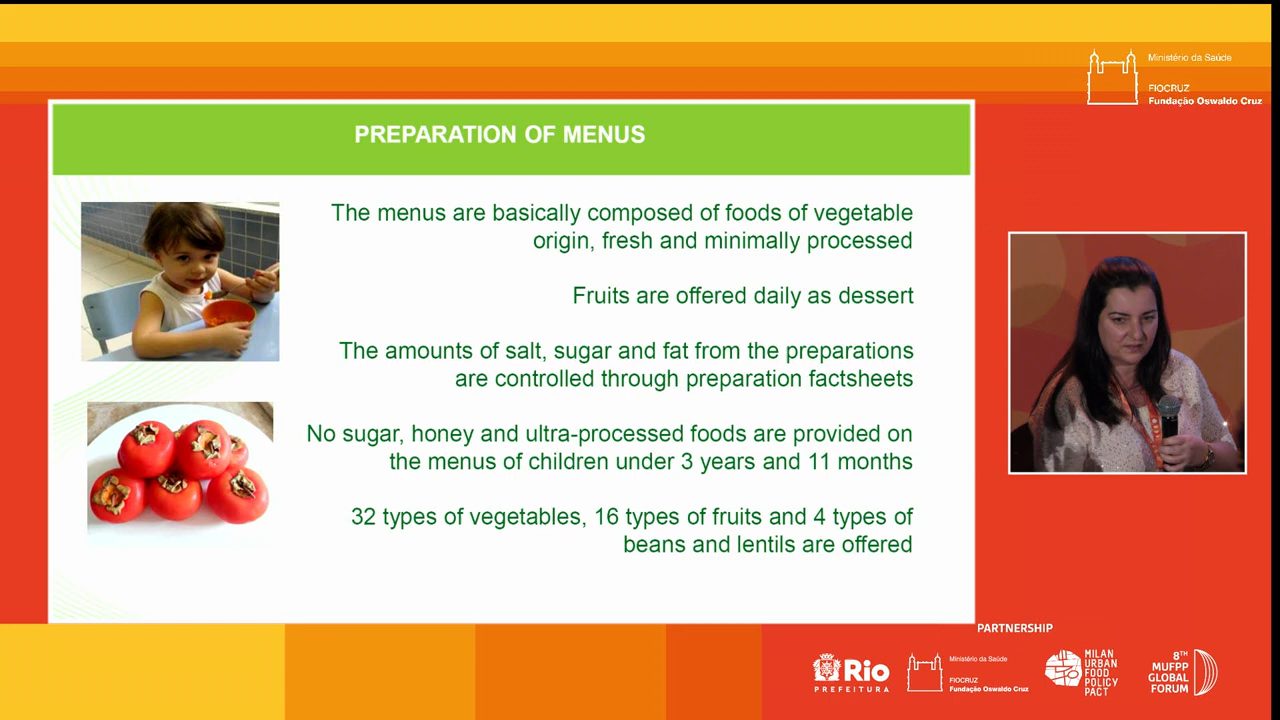 Ministério da Saúde
FIOCRUZ
Fundação Oswaldo Cruz
PREPARATION OF MENUS
The menus are basically composed of foods of vegetable
origin, fresh and minimally processed
Fruits are offered daily as dessert
The amounts of salt, sugar and fat from the preparations
are controlled through preparation factsheets
No sugar, honey and ultra-processed foods are provided on
the menus of children under 3 years and 11 months
32 types of vegetables, 16 types of fruits and 4 types of
beans and lentils are offered
PARTNERSHIP
Rio
PREFEITURA
Ministério da Saúde
FIOCRUZ
Fundação Oswaldo Cruz
MILAN
URBAN
FOOD
POLICY
PACT
8TH
MUFPP
GLOBAL
FORUM